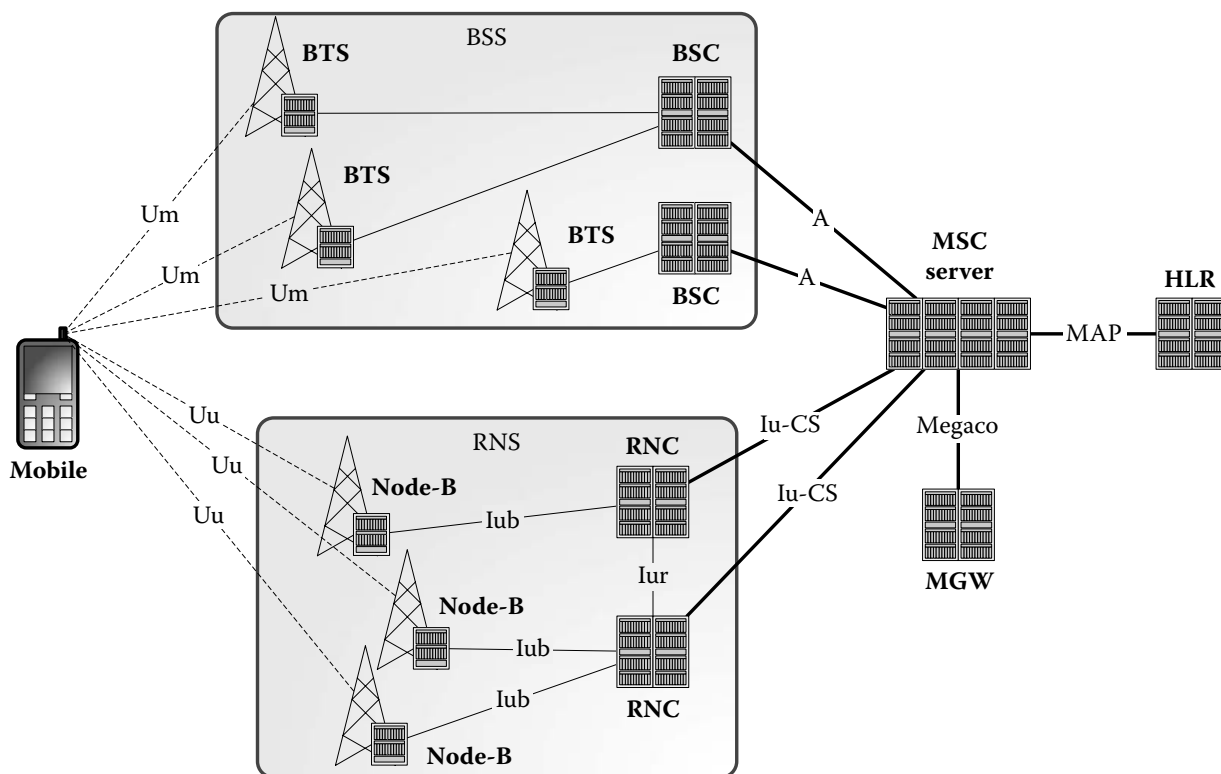 BSS
BTS
BSC
BTS
Um
BTS
A
MSC
server
Um
Um
BSC
A
HLR
MAP
Mobile
Uu
Uu
Uu
RNS
RNC
Iu-CS
Megaco
Node-B
Iub
Iu-CS
Iur
MGW
Node-B
Iub
Iub
RNC
Node-B